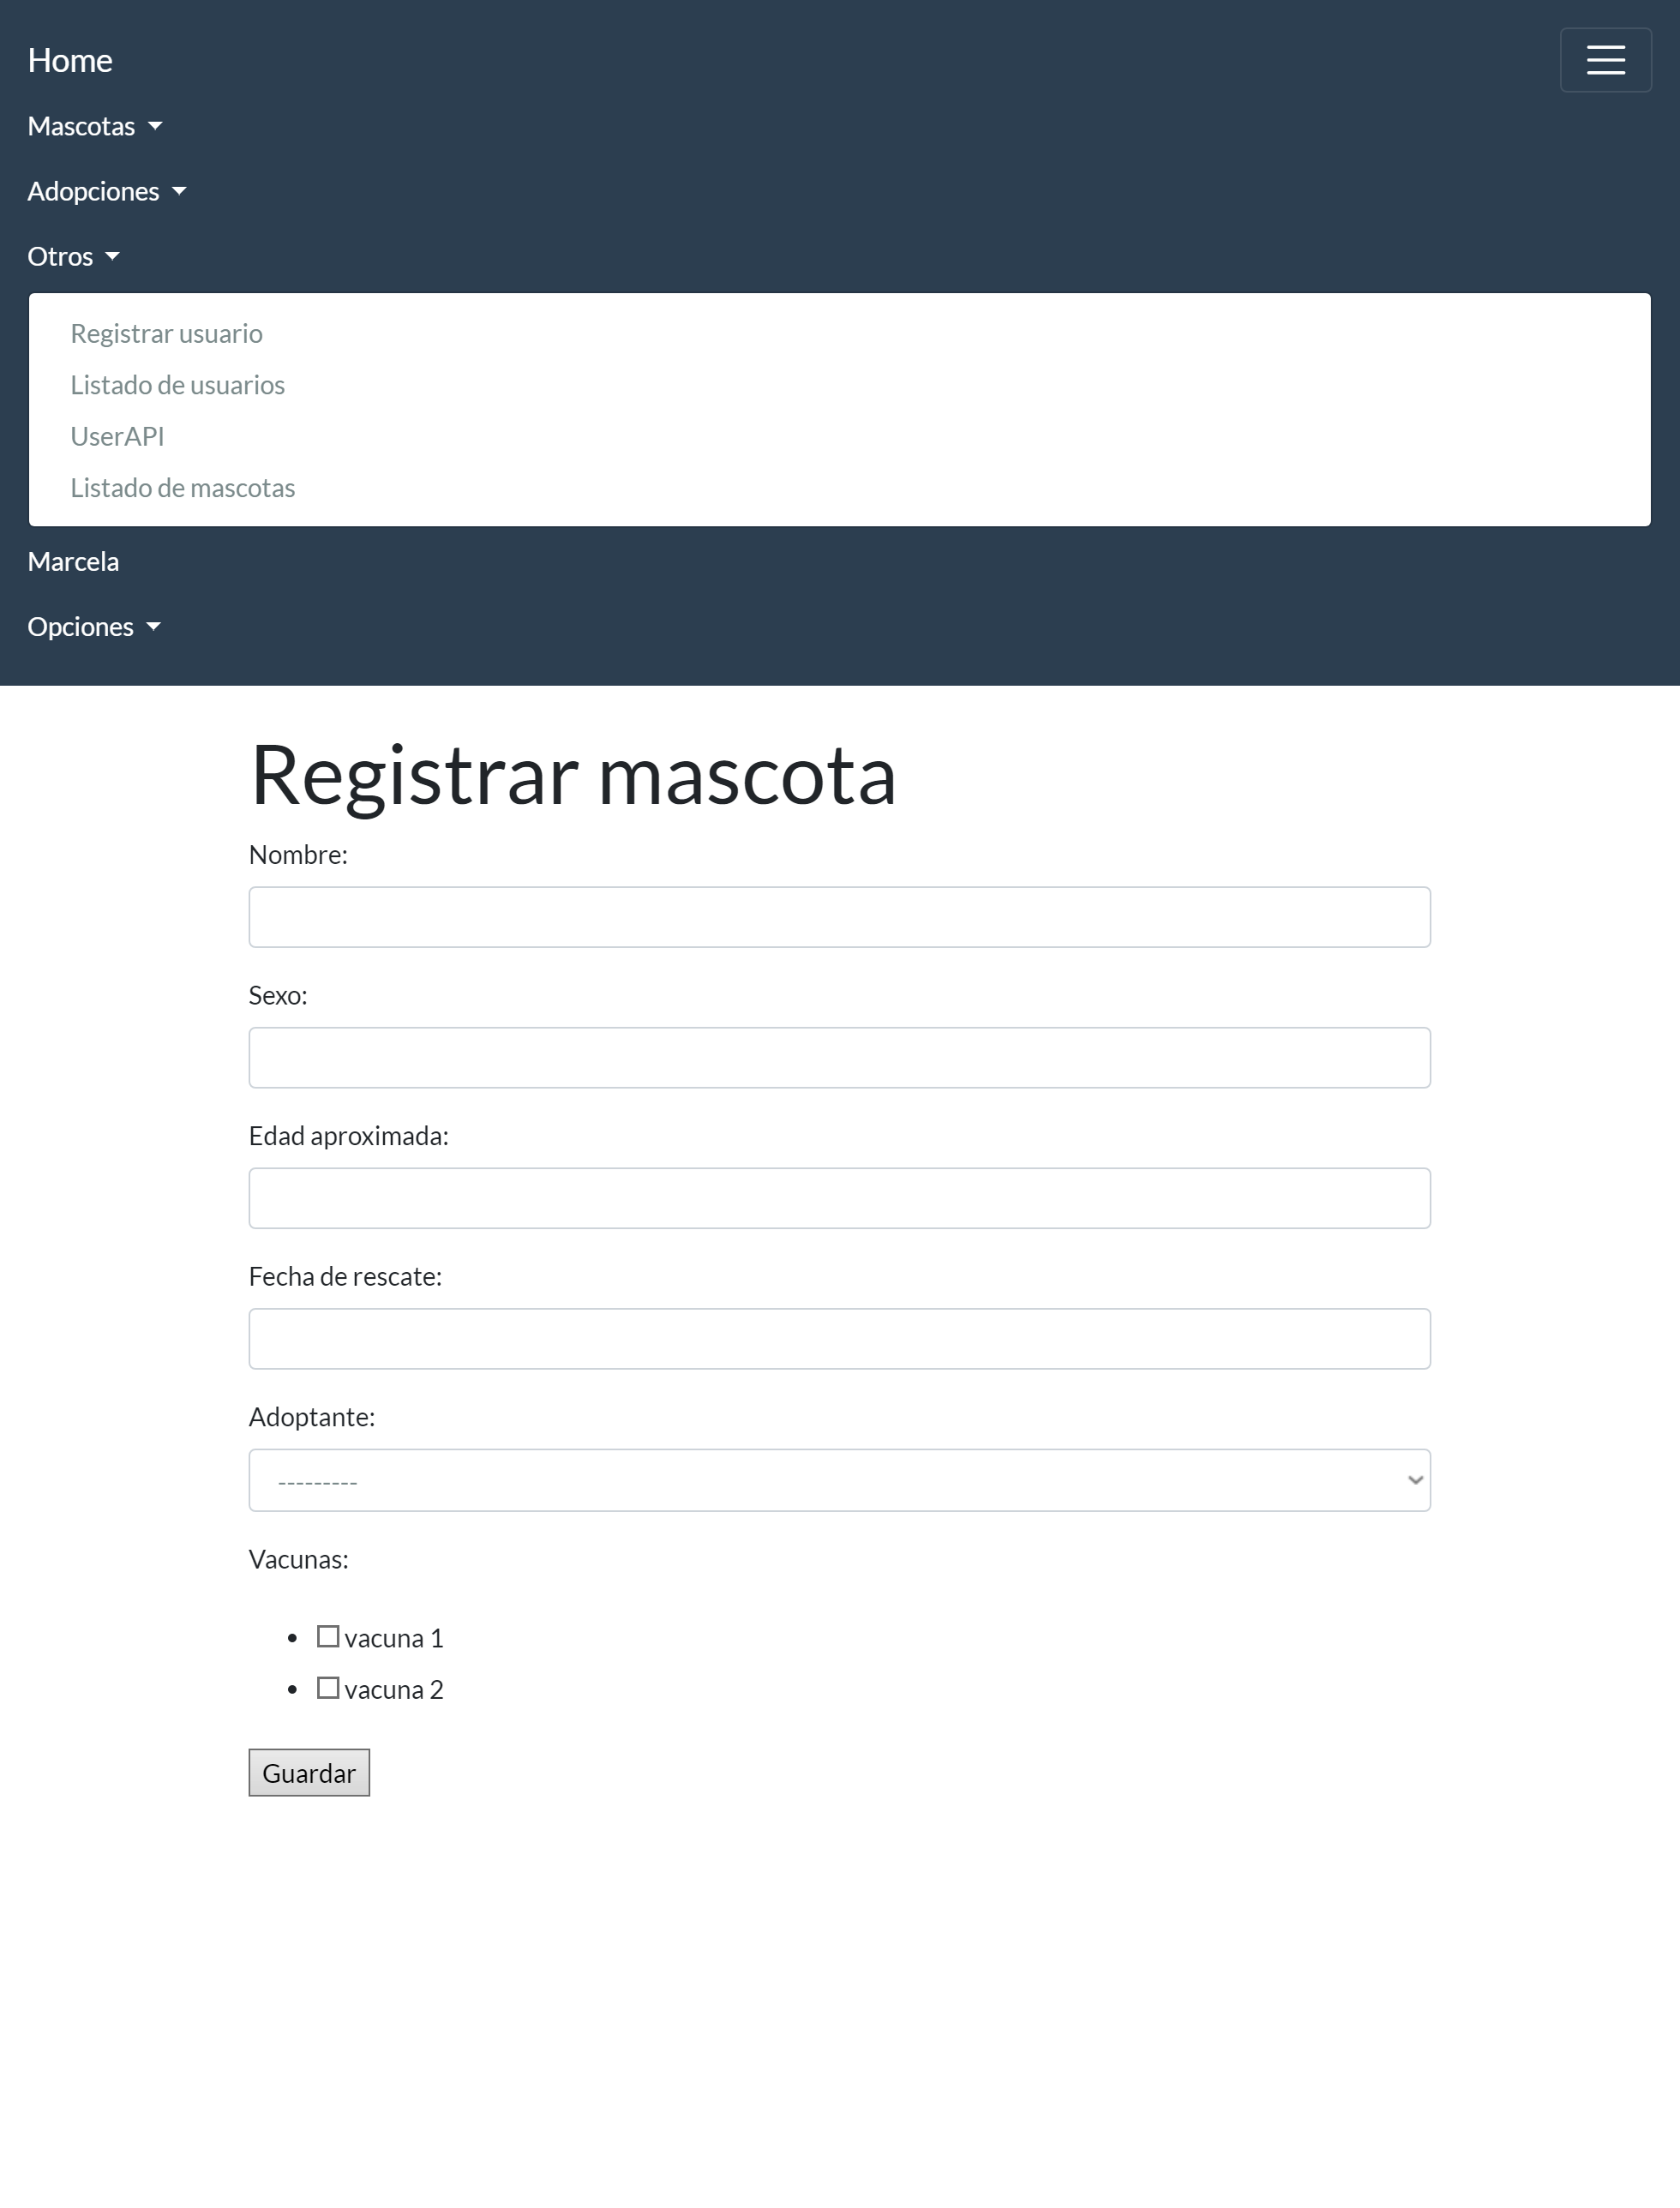 Home
Mascotas
Adopciones
Otros
Registrar usuario
Listado de usuarios
UserAPI
Listado de mascotas
Marcela
Opciones
Registrar mascota
Nombre:
Sexo:
Edad aproximada:
Fecha de rescate:
Adoptante:
---------
Vacunas:
vacuna 1
vacuna 2
Guardar